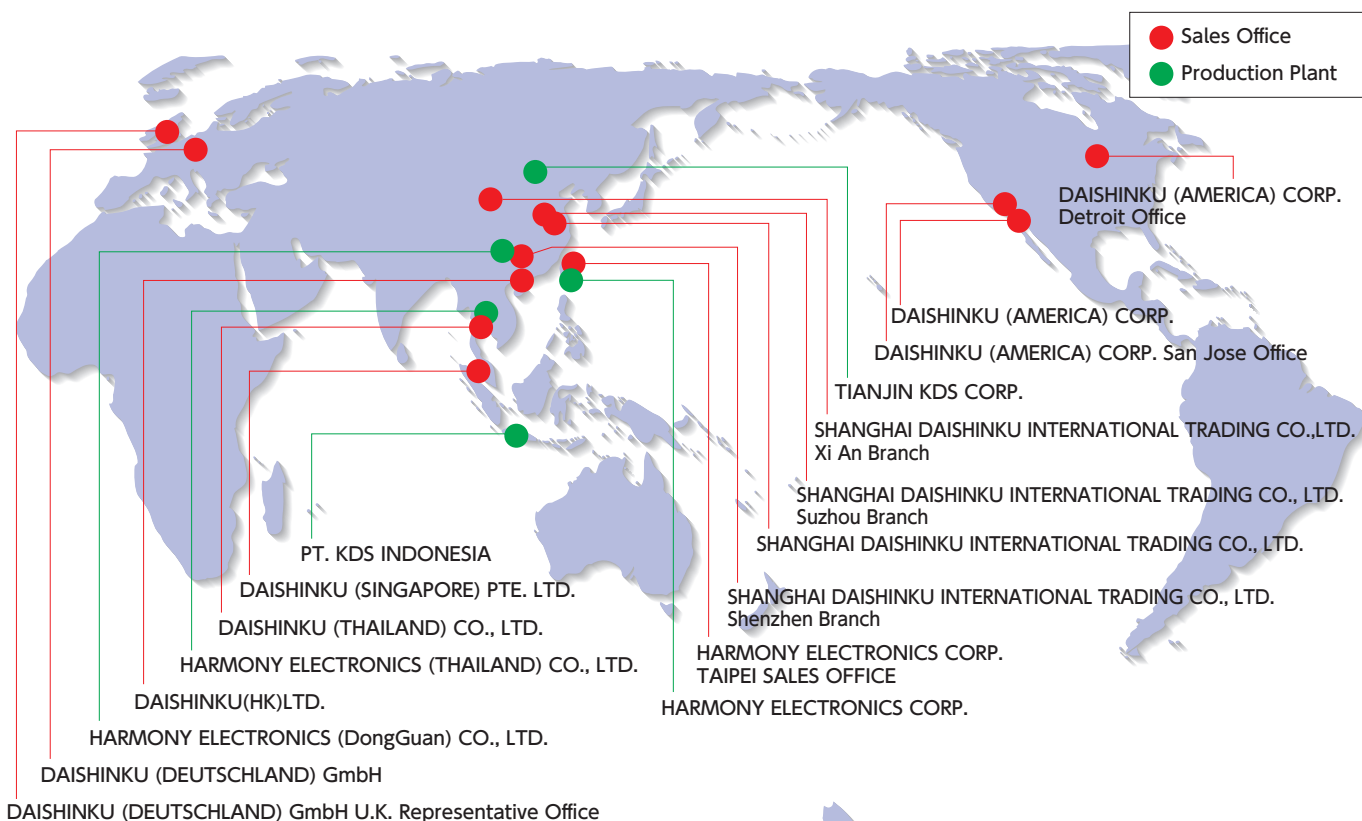 Sales Office
Production Plant
DAISHINKU (AMERICA) CORP.
Detroit Office
DAISHINKU (AMERICA) CORP.
DAISHINKU (AMERICA) CORP. San Jose Office
TIANJIN KDS CORP.
SHANGHAI DAISHINKU INTERNATIONAL TRADING CO.,LTD.
Xi An Branch
SHANGHAI DAISHINKU INTERNATIONAL TRADING CO., LTD.
Suzhou Branch
SHANGHAI DAISHINKU INTERNATIONAL TRADING CO., LTD.
SHANGHAI DAISHINKU INTERNATIONAL TRADING CO., LTD.
Shenzhen Branch
HARMONY ELECTRONICS CORP.
TAIPEI SALES OFFICE
HARMONY ELECTRONICS CORP.
PT. KDS INDONESIA
DAISHINKU (SINGAPORE) PTE. LTD.
DAISHINKU (THAILAND) CO., LTD.
HARMONY ELECTRONICS (THAILAND) CO., LTD.
DAISHINKU(HK)LTD.
HARMONY ELECTRONICS (DongGuan) CO., LTD.
DAISHINKU (DEUTSCHLAND) GmbH
DAISHINKU (DEUTSCHLAND) GmbH U.K. Representative Office